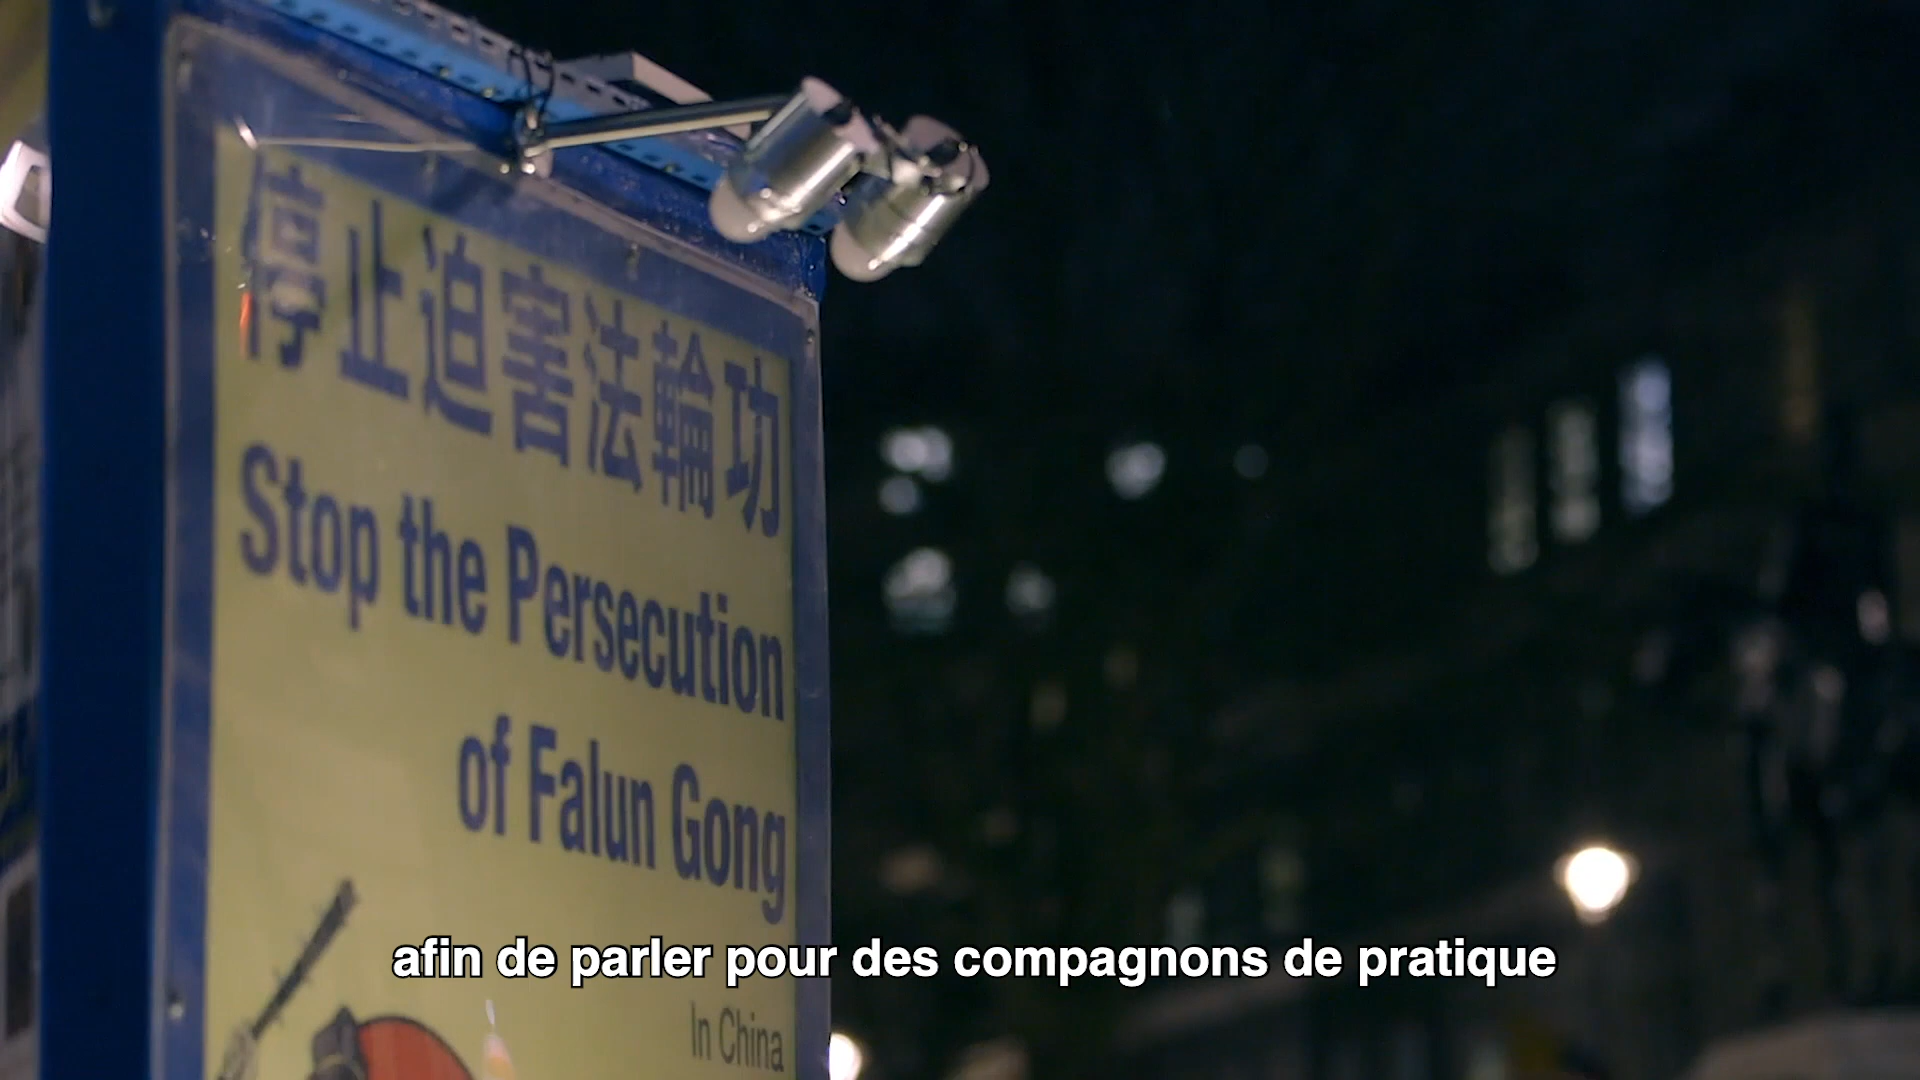 停止迫害法輪功
Stop the Persecution
of Falun Gong
afin de parler pour des compagnons de pratique
In China